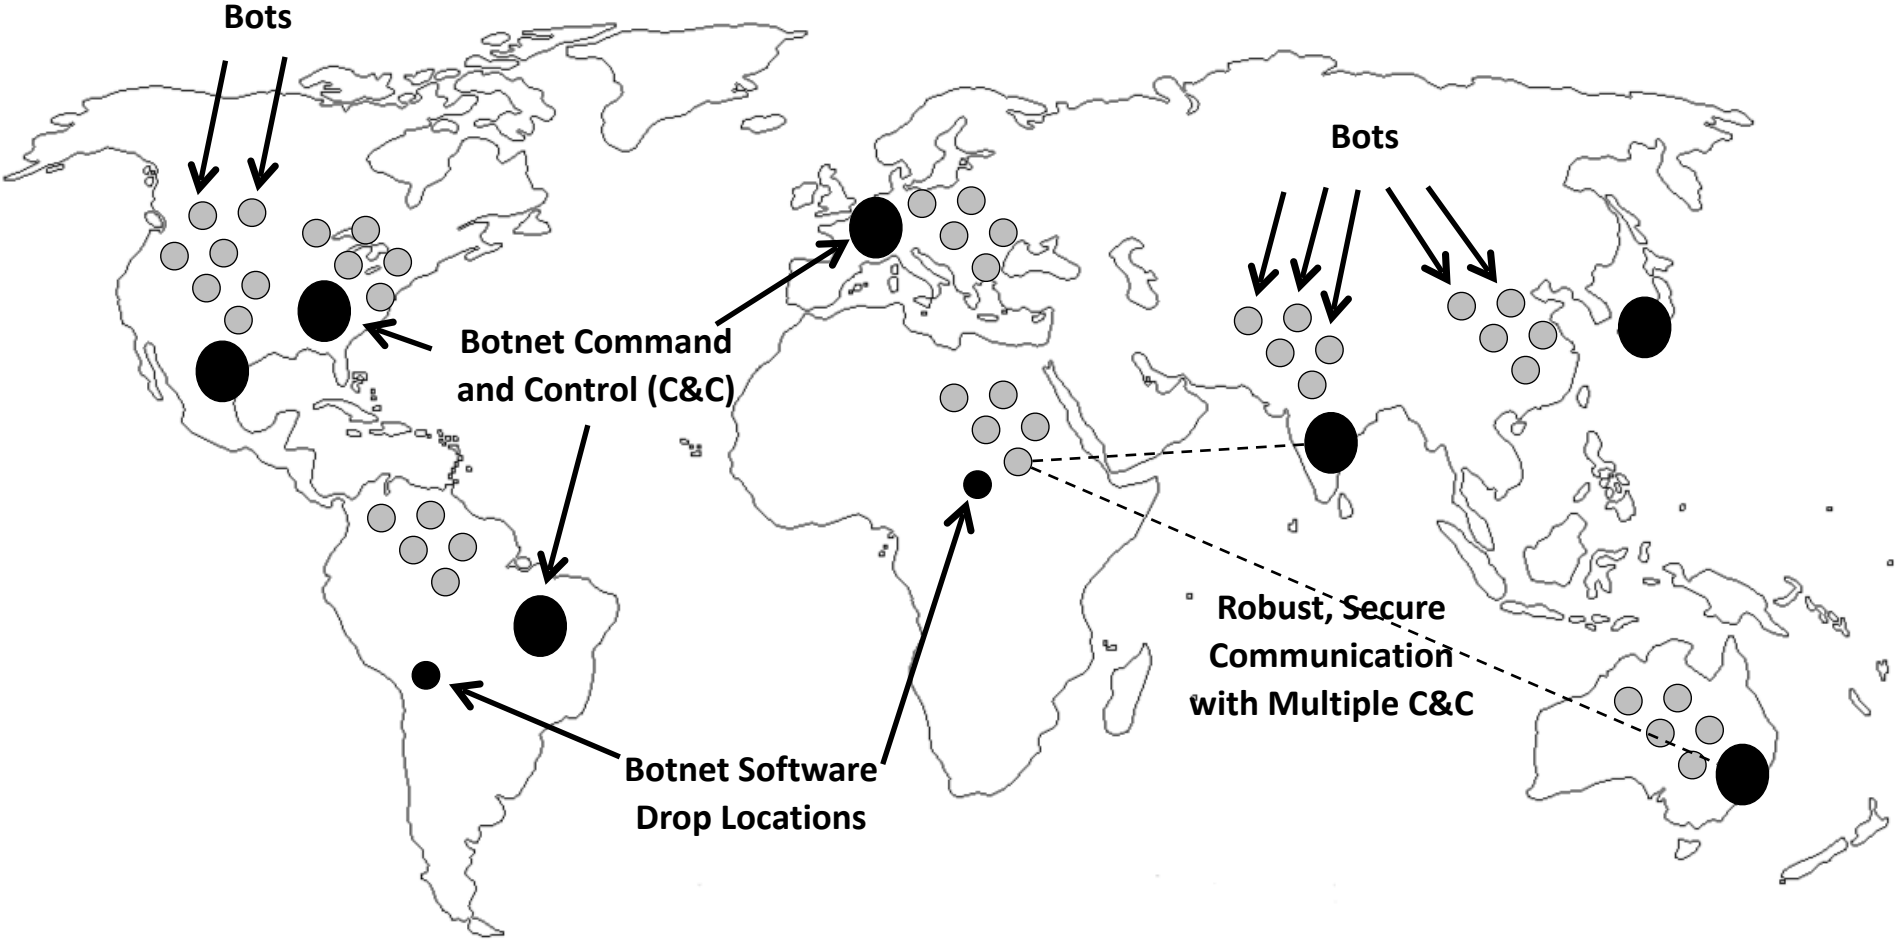 Bots
Bots
Botnet Command
and Control (C&C)
Robust, Secure
Communication
with Multiple C&C
Botnet Software
Drop Locations